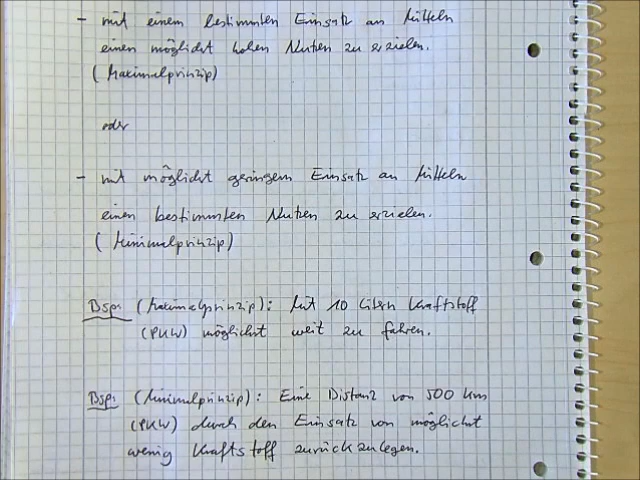 - mit einem bestimmten Einsatz an Mitteln
einen möglichst hohen Nutzen zu erzielen.
(Maximalprinzip)
oder
- mit möglichst geringem Einsatz an Mitteln
einen bestimmten Nutzen zu erzielen.
(Minimalprinzip)
Bsp: (Maximalprinzip): Mit 10 Litern Kraftstoff
(PKW) möglichst weit zu fahren.
Bsp: (Minimalprinzip): Eine Distanz von 500 km
(PKW) durch den Einsatz von möglichst
wenig Kraftstoff zurückzulegen.